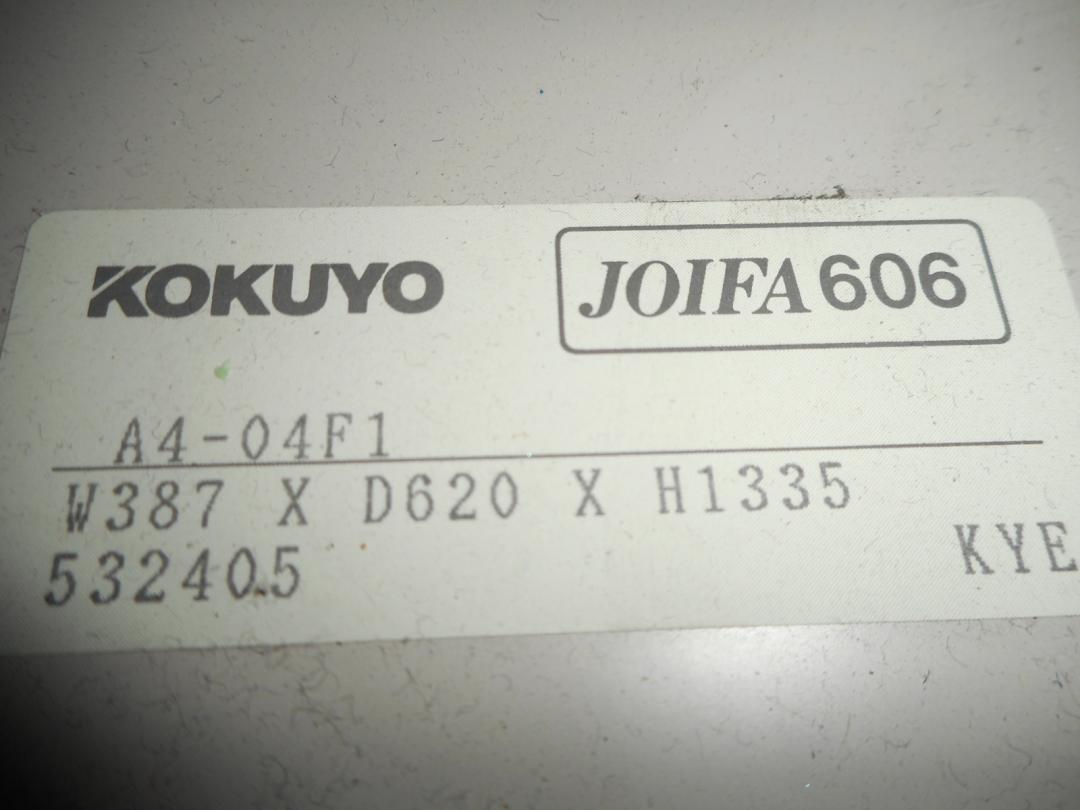 KOKUYO
JOIFA 606
A4-04F1
W387 X D620 X H1335
532405
KYE